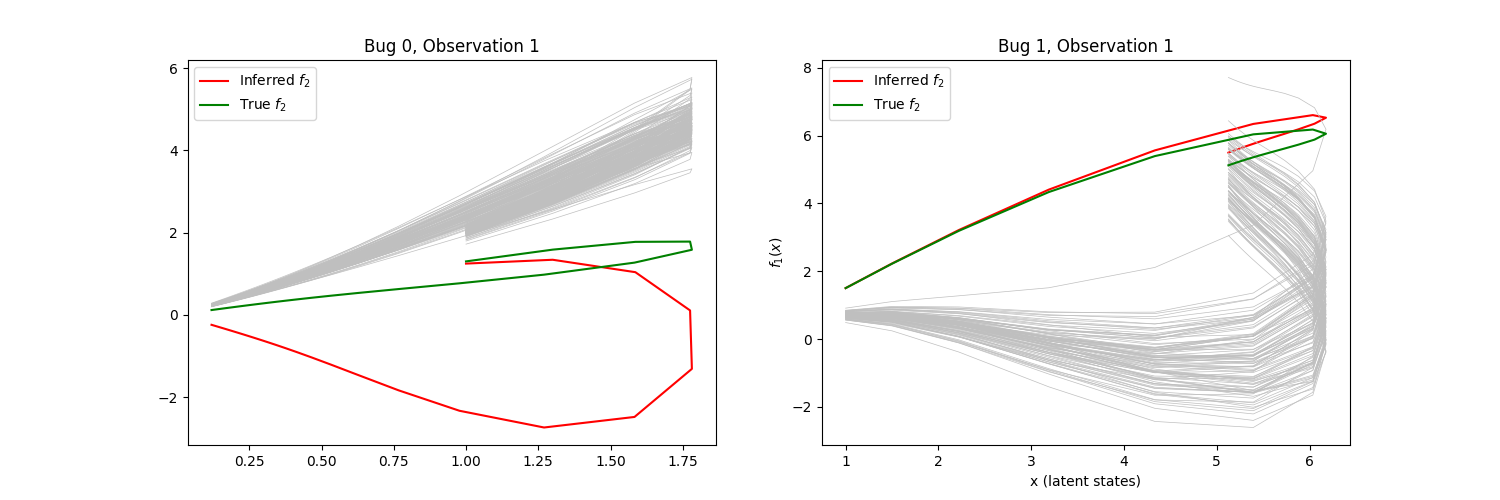 Bug 0, Observation 1
Inferred f₂
True f₂
6
4
2
0
−2
0.25 0.50 0.75 1.00 1.25 1.50 1.75
Bug 1, Observation 1
Inferred f₂
True f₂
8
6
4
2
0
−2
f₁(x)
1 2 3 4 5 6
x (latent states)